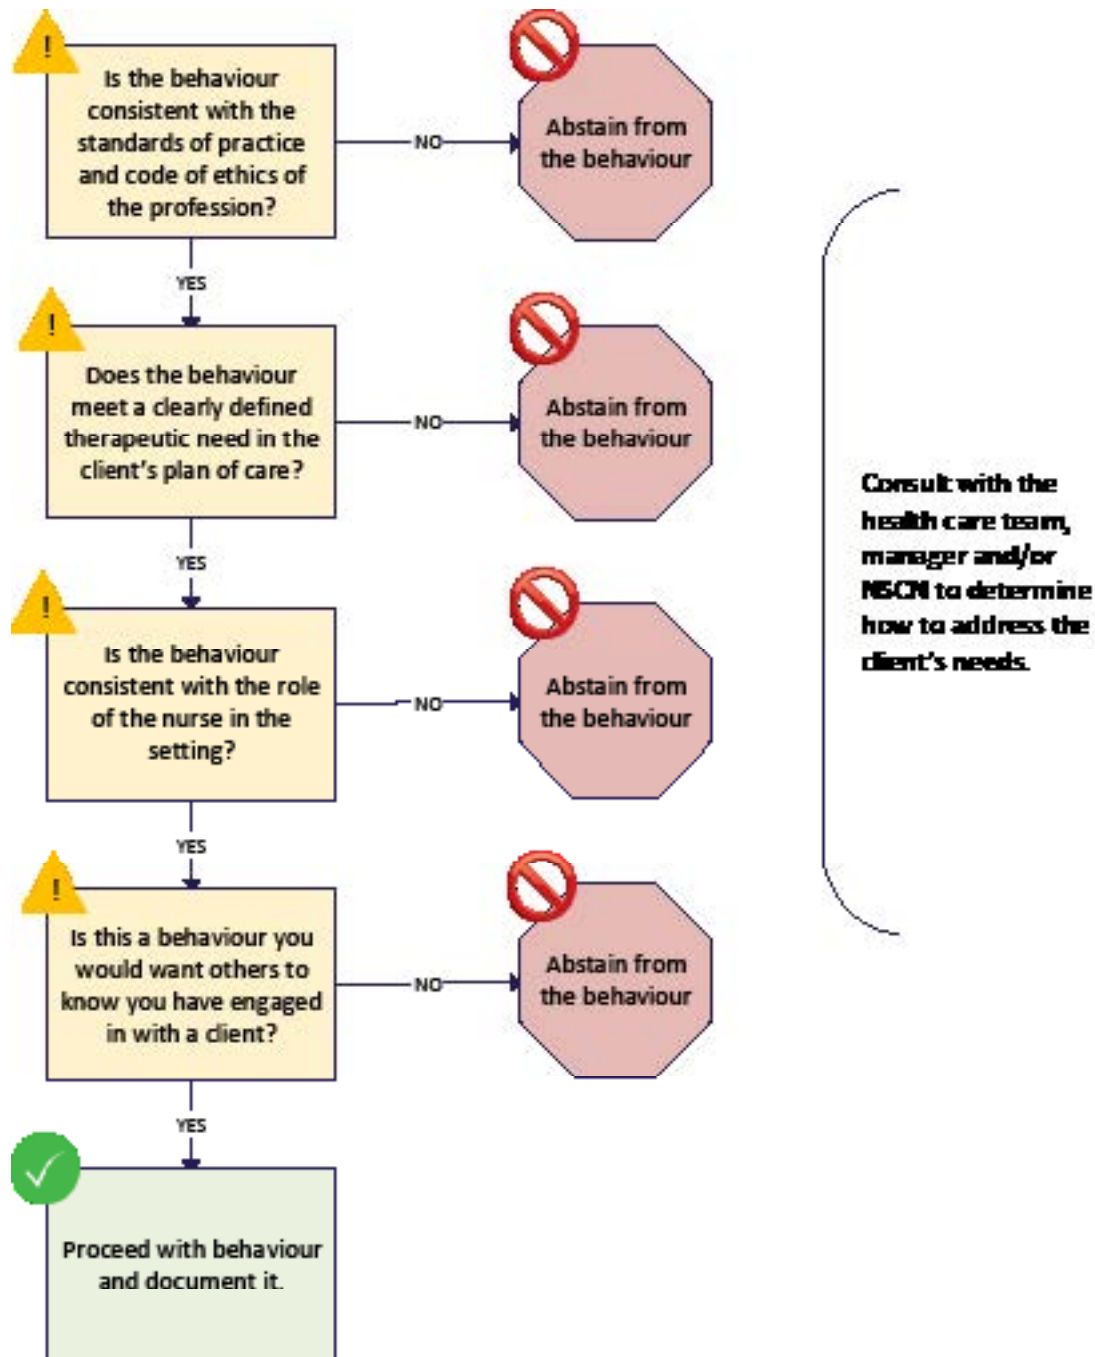 !
Is the behaviour
consistent with the
standards of practice
and code of ethics of
the profession?
NO
Abstain from
the behaviour
YES
!
Does the behaviour
meet a clearly defined
therapeutic need in the
client's plan of care?
NO
Abstain from
the behaviour
YES
!
Is the behaviour
consistent with the role
of the nurse in the
setting?
NO
Abstain from
the behaviour
YES
!
Is this a behaviour you
would want others to
know you have engaged
in with a client?
NO
Abstain from
the behaviour
YES
Proceed with behaviour
and document it.
Consult with the
health care team,
manager and/or
NSCN to determine
how to address the
client's needs.